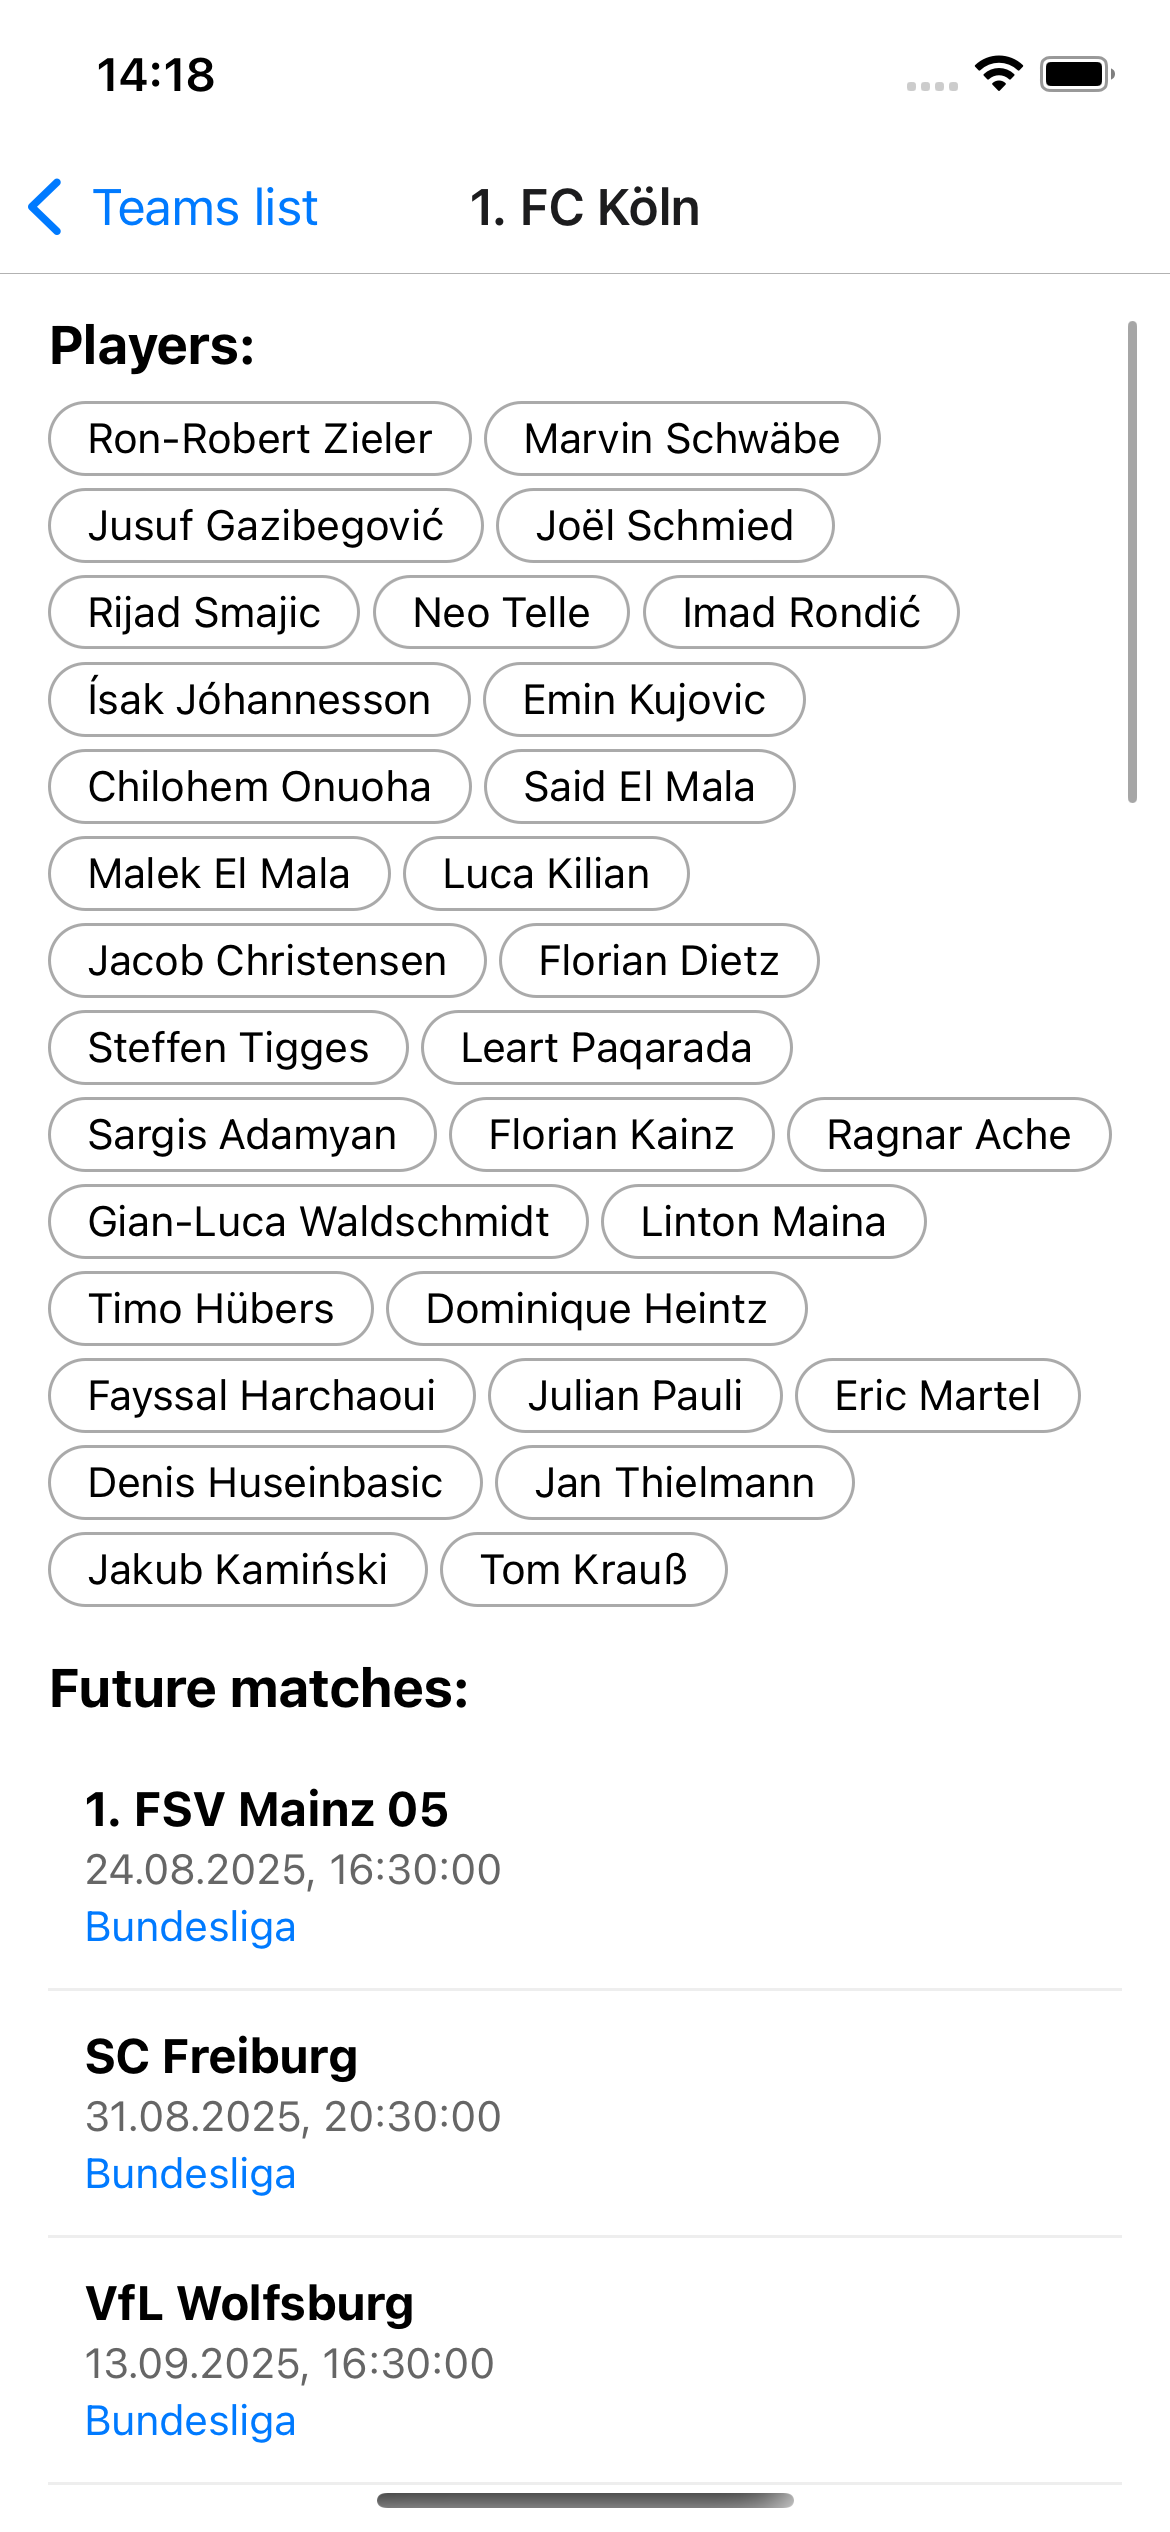 14:18
Teams list 1. FC Köln
Players:
Ron-Robert Zieler Marvin Schwäbe
Jusuf Gazibegović Joël Schmied
Rijad Smajic Neo Telle Imad Rondić
Ísak Jóhannesson Emin Kujovic
Chilohem Onuoha Said El Mala
Malek El Mala Luca Kilian
Jacob Christensen Florian Dietz
Steffen Tigges Leart Paqarada
Sargis Adamyan Florian Kainz Ragnar Ache
Gian-Luca Waldschmidt Linton Maina
Timo Hübers Dominique Heintz
Fayssal Harchaoui Julian Pauli Eric Martel
Denis Huseinbasic Jan Thielmann
Jakub Kamiński Tom Krauß
Future matches:
1. FSV Mainz 05
24.08.2025, 16:30:00
Bundesliga
SC Freiburg
31.08.2025, 20:30:00
Bundesliga
VfL Wolfsburg
13.09.2025, 16:30:00
Bundesliga